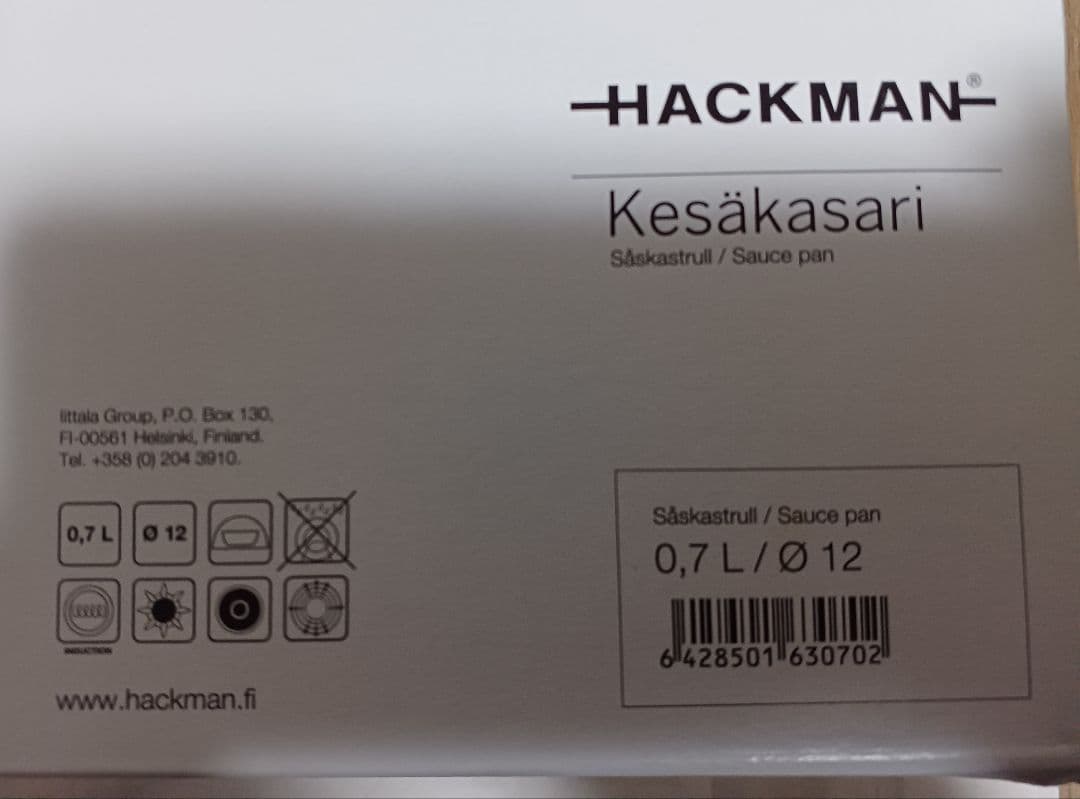 HACKMAN®
Kesäkasari
Såskastrull / Sauce pan
Iittala Group, P.O. Box 130,
FI-00561 Helsinki, Finland.
Tel. +358 (0) 204 3910.
0,7 L
Ø 12
INDUCTION
www.hackman.fi
Såskastrull / Sauce pan
0,7 L / Ø 12
6 428501 630702